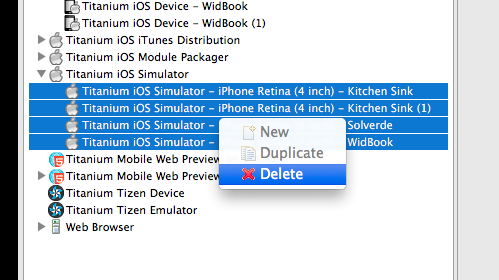 Titanium iOS Device – WidBook
Titanium iOS Device – WidBook (1)
Titanium iOS iTunes Distribution
Titanium iOS Module Packager
Titanium iOS Simulator
Titanium iOS Simulator – iPhone Retina (4 inch) – Kitchen Sink
Titanium iOS Simulator – iPhone Retina (4 inch) – Kitchen Sink (1)
Titanium iOS Simulator – Solverde
Titanium iOS Simulator – WidBook
New
Duplicate
Delete
Titanium Mobile Web Preview
Titanium Mobile Web Preview
Titanium Tizen Device
Titanium Tizen Emulator
Web Browser